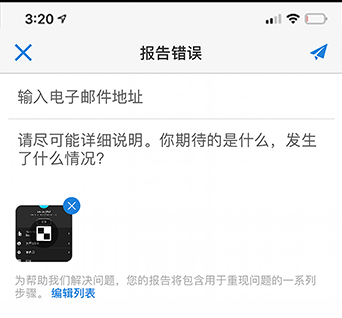 3:20
报告错误
输入电子邮件地址
请尽可能详细说明。你期待的是什么，发生
了什么情况？
为帮助我们解决问题，您的报告将包含用于重现问题的一系列
步骤。 编辑列表